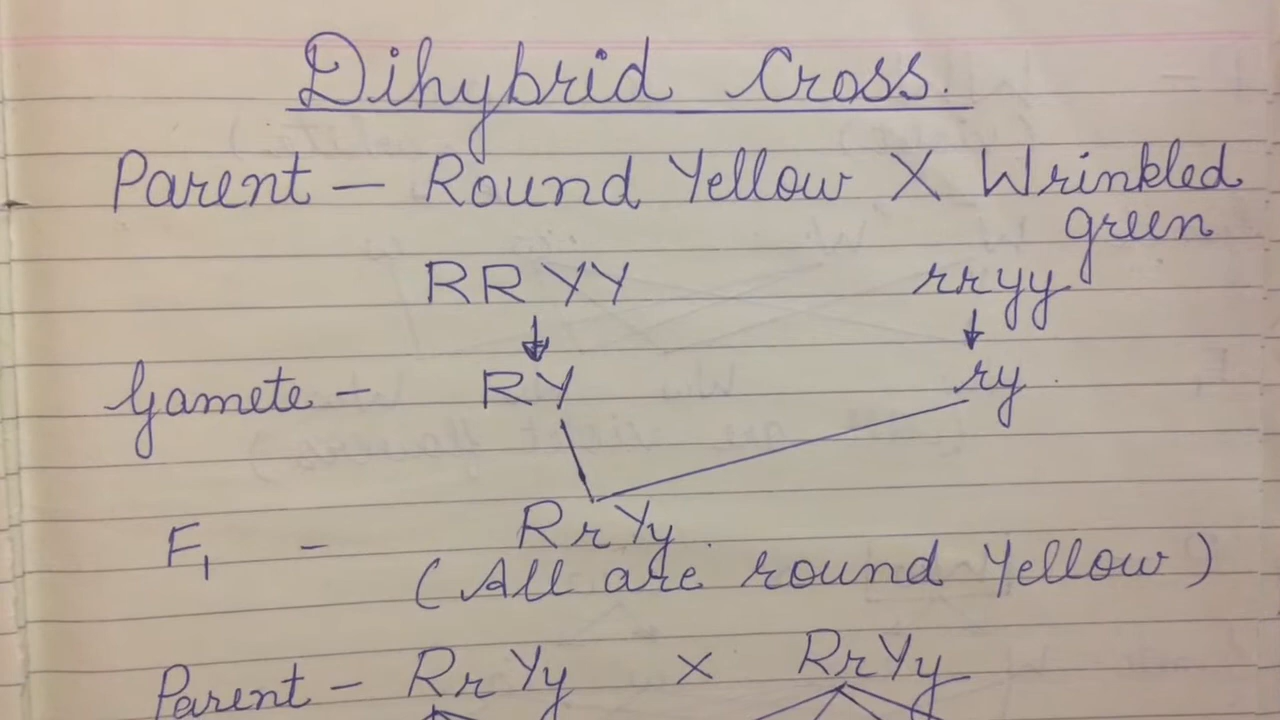 Dihybrid Cross.
Parent - Round Yellow X Wrinkled
green
RRYY rryy
Gamete - RY ry
F₁ - RrYy
(All are round Yellow)
Parent - RrYy x RrYy